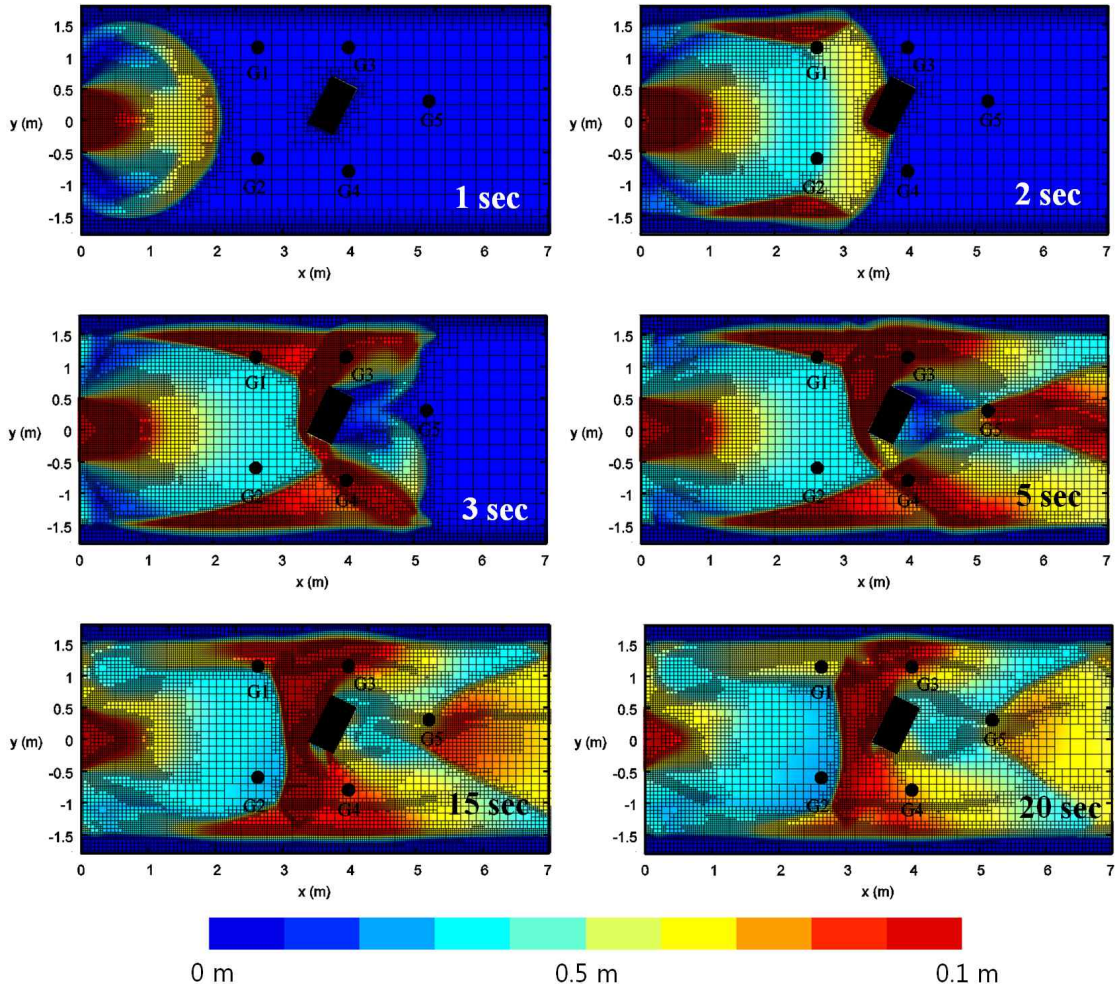 1.5
1
0.5
y (m)
0
-0.5
-1
-1.5
G1
G3
G5
G2
G4
1 sec
0 1 2 3 4 5 6 7
x (m)
1.5
1
0.5
y (m)
0
-0.5
-1
-1.5
G1
G3
G5
G2
G4
2 sec
0 1 2 3 4 5 6 7
x (m)
1.5
1
0.5
y (m)
0
-0.5
-1
-1.5
G1
G3
G5
G2
G4
3 sec
0 1 2 3 4 5 6 7
x (m)
1.5
1
0.5
y (m)
0
-0.5
-1
-1.5
G1
G3
G5
G2
G4
5 sec
0 1 2 3 4 5 6 7
x (m)
1.5
1
0.5
y (m)
0
-0.5
-1
-1.5
G1
G3
G5
G2
G4
15 sec
0 1 2 3 4 5 6 7
x (m)
1.5
1
0.5
y (m)
0
-0.5
-1
-1.5
G1
G3
G5
G2
G4
20 sec
0 1 2 3 4 5 6 7
x (m)
0 m 0.5 m 0.1 m